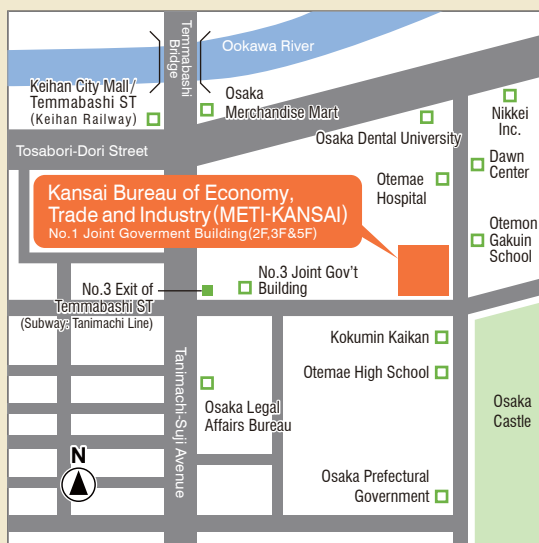 Temmabashi
Bridge
Ookawa River
Keihan City Mall/
Temmabashi ST
(Keihan Railway)
Osaka
Merchandise Mart
Nikkei
Inc.
Osaka Dental University
Tosabori-Dori Street
Dawn
Center
Otemae
Hospital
Kansai Bureau of Economy,
Trade and Industry(METI-KANSAI)
No.1 Joint Goverment Building(2F,3F&5F)
Otemon
Gakuin
School
No.3 Exit of
Temmabashi ST
(Subway: Tanimachi Line)
No.3 Joint Gov't
Building
Kokumin Kaikan
Otemae High School
Tanimachi-Suji Avenue
Osaka Legal
Affairs Bureau
Osaka
Castle
N
Osaka Prefectural
Government